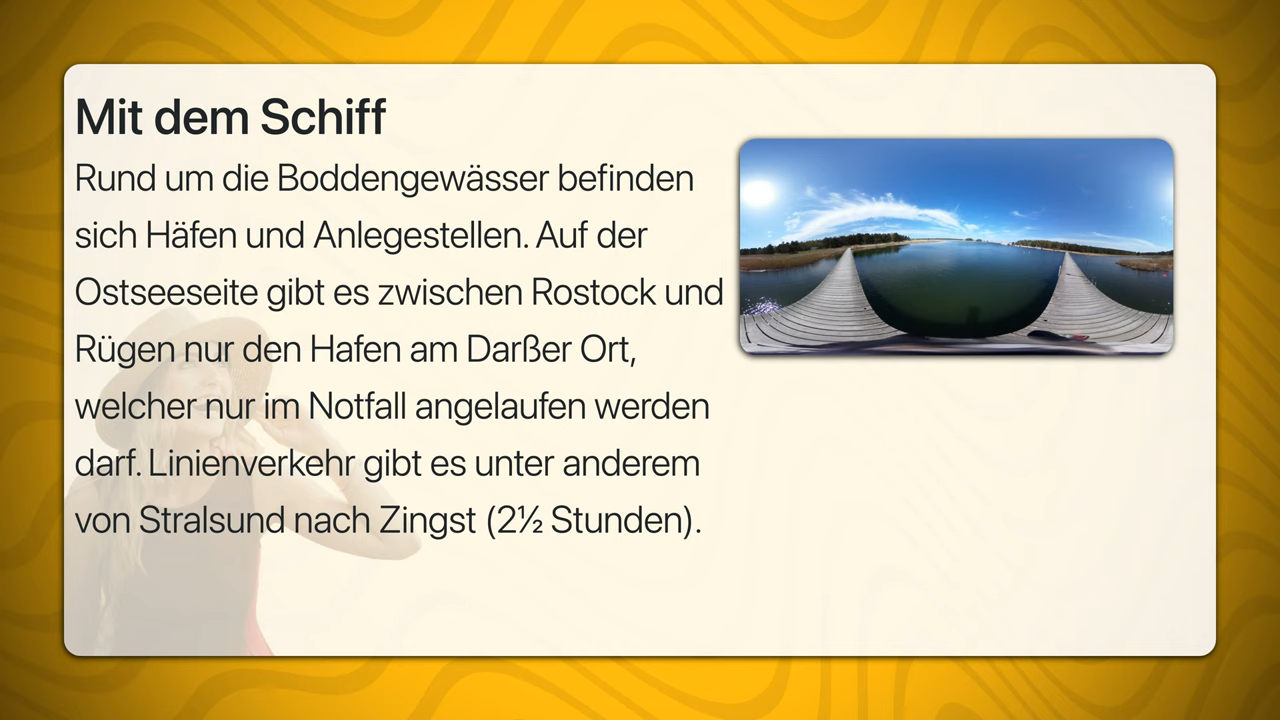 Mit dem Schiff
Rund um die Boddengewässer befinden
sich Häfen und Anlegestellen. Auf der
Ostseeseite gibt es zwischen Rostock und
Rügen nur den Hafen am Darßer Ort,
welcher nur im Notfall angelaufen werden
darf. Linienverkehr gibt es unter anderem
von Stralsund nach Zingst (2½ Stunden).